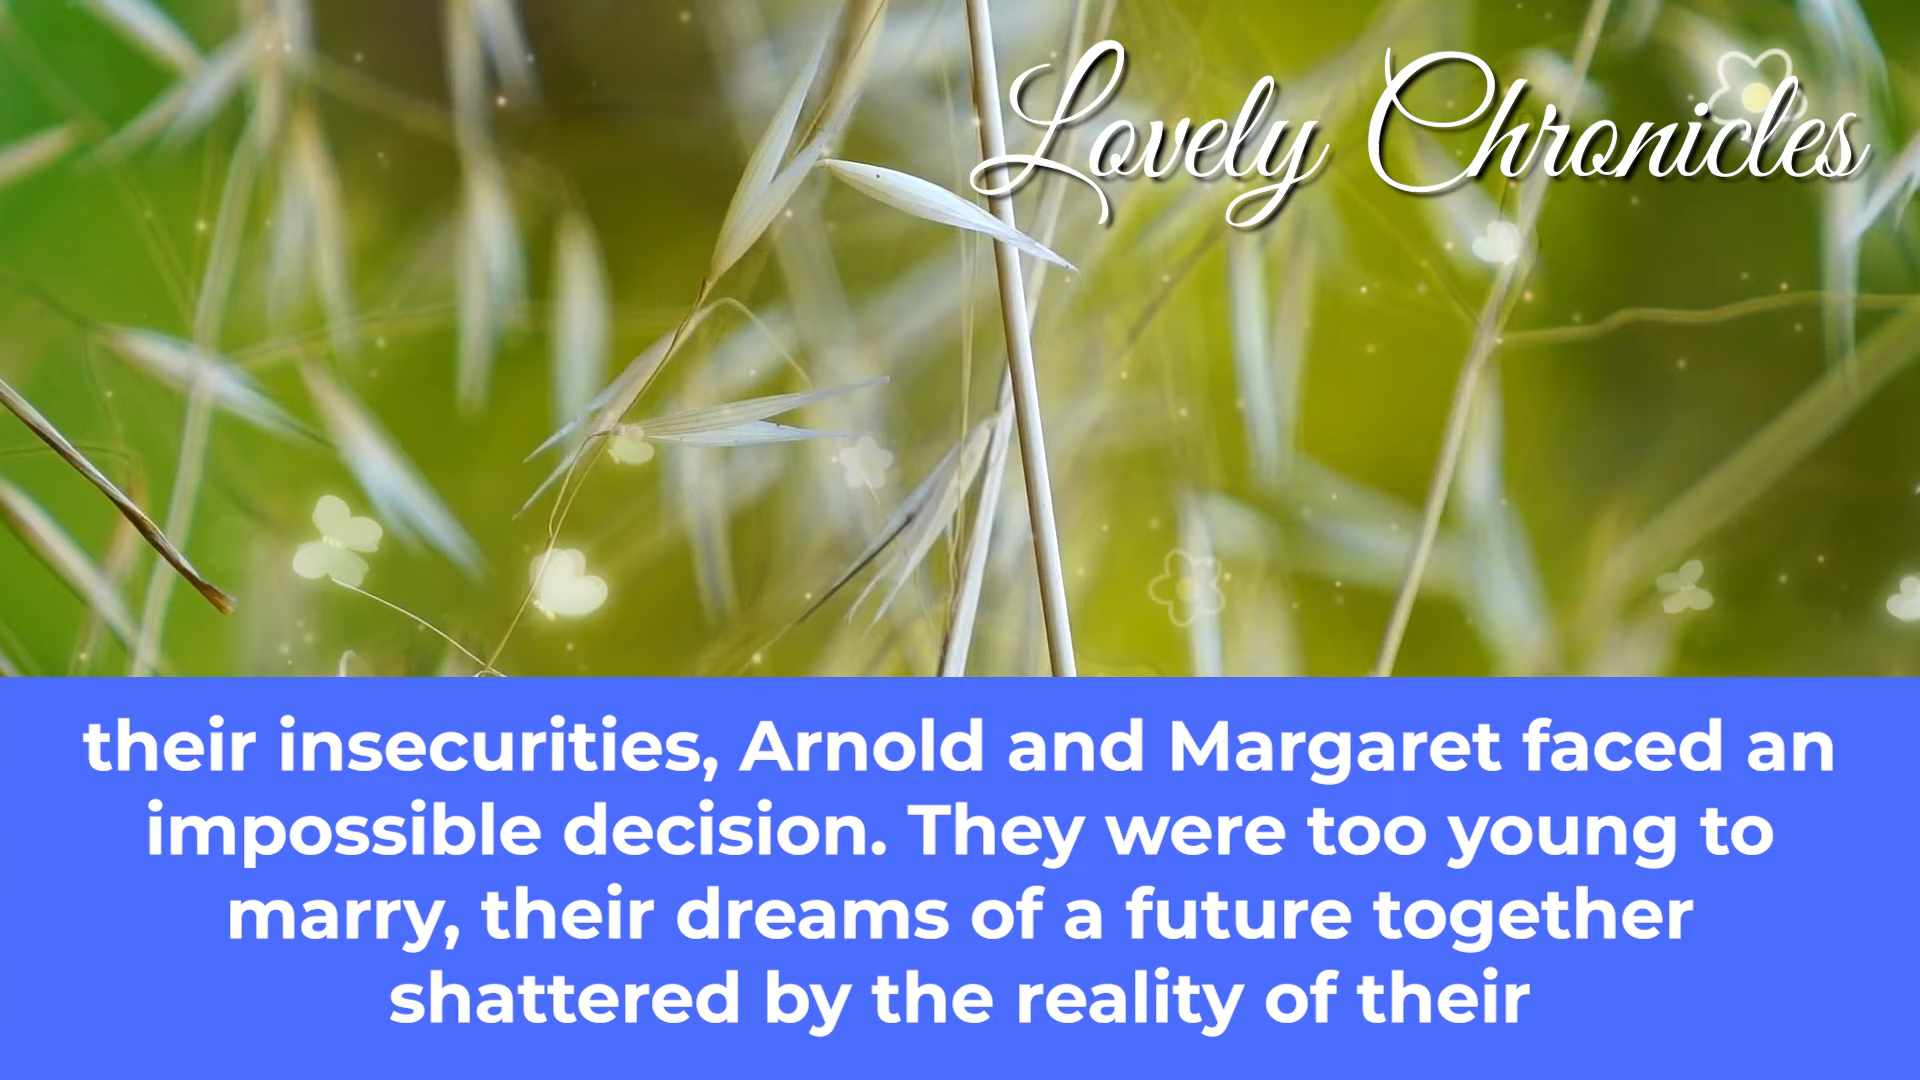 Lovely Chronicles
their insecurities, Arnold and Margaret faced an
impossible decision. They were too young to
marry, their dreams of a future together
shattered by the reality of their